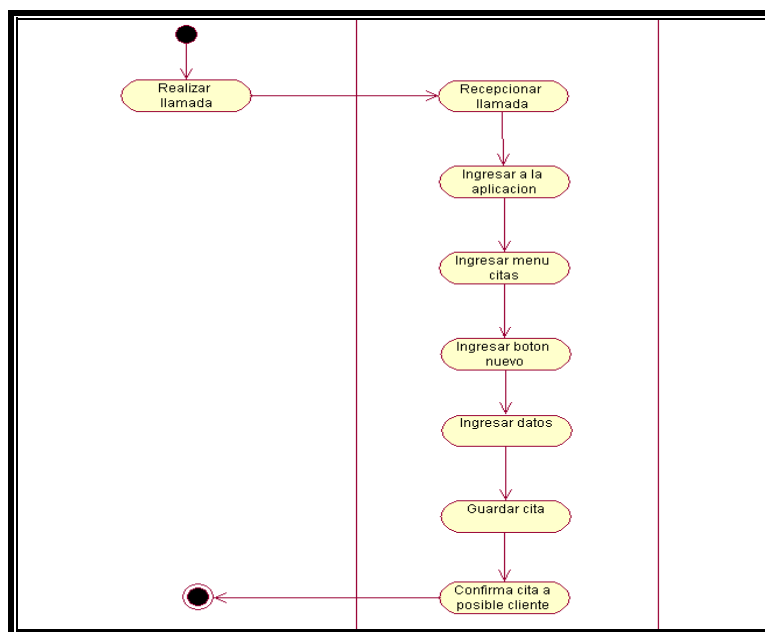 Realizar
llamada
Recepcionar
llamada
Ingresar a la
aplicacion
Ingresar menu
citas
Ingresar boton
nuevo
Ingresar datos
Guardar cita
Confirma cita a
posible cliente